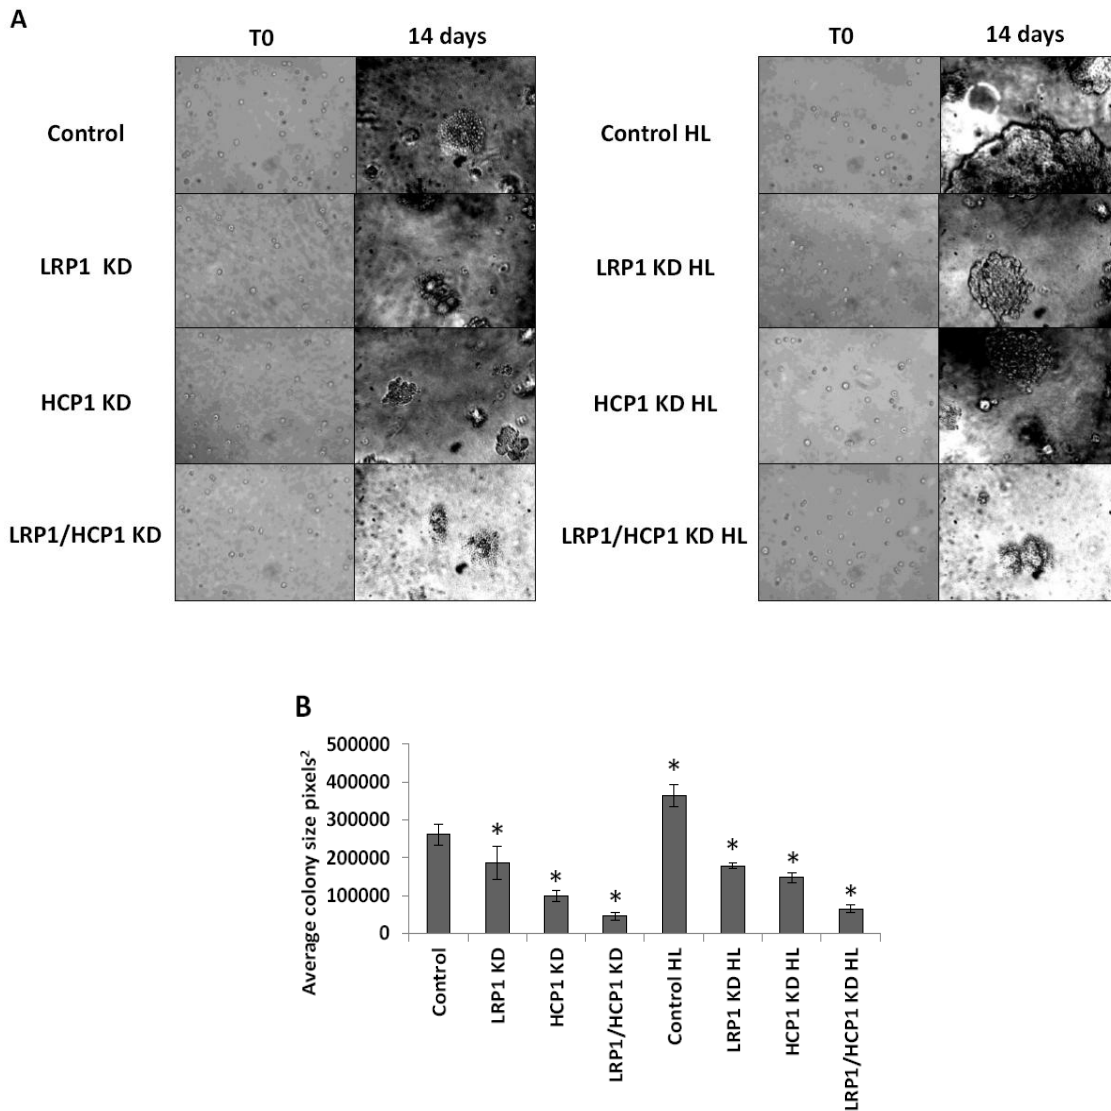 A
T0 14 days
T0 14 days
Control
Control HL
LRP1 KD
LRP1 KD HL
HCP1 KD
HCP1 KD HL
LRP1/HCP1 KD
LRP1/HCP1 KD HL
B
Average colony size pixels²
500000
400000
300000
200000
100000
0
* * * * * * *
Control
LRP1 KD
HCP1 KD
LRP1/HCP1 KD
Control HL
LRP1 KD HL
HCP1 KD HL
LRP1/HCP1 KD HL